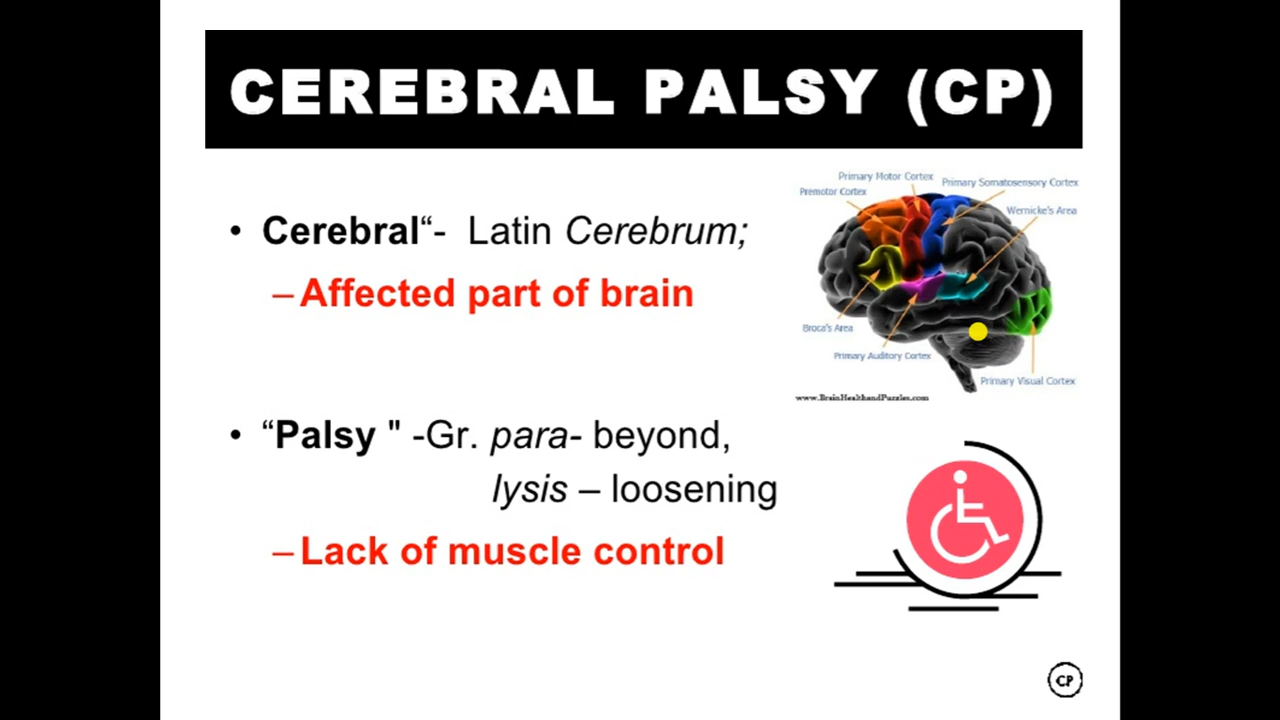 CEREBRAL PALSY (CP)
• Cerebral“-  Latin Cerebrum;
– Affected part of brain
• “Palsy " -Gr. para- beyond,
lysis – loosening
– Lack of muscle control
Primary Motor Cortex
Primary Somatosensory Cortex
Premotor Cortex
Wernicke's Area
Broca's Area
Primary Auditory Cortex
Primary Visual Cortex
www.BrainHealthandPuzzles.com
CP